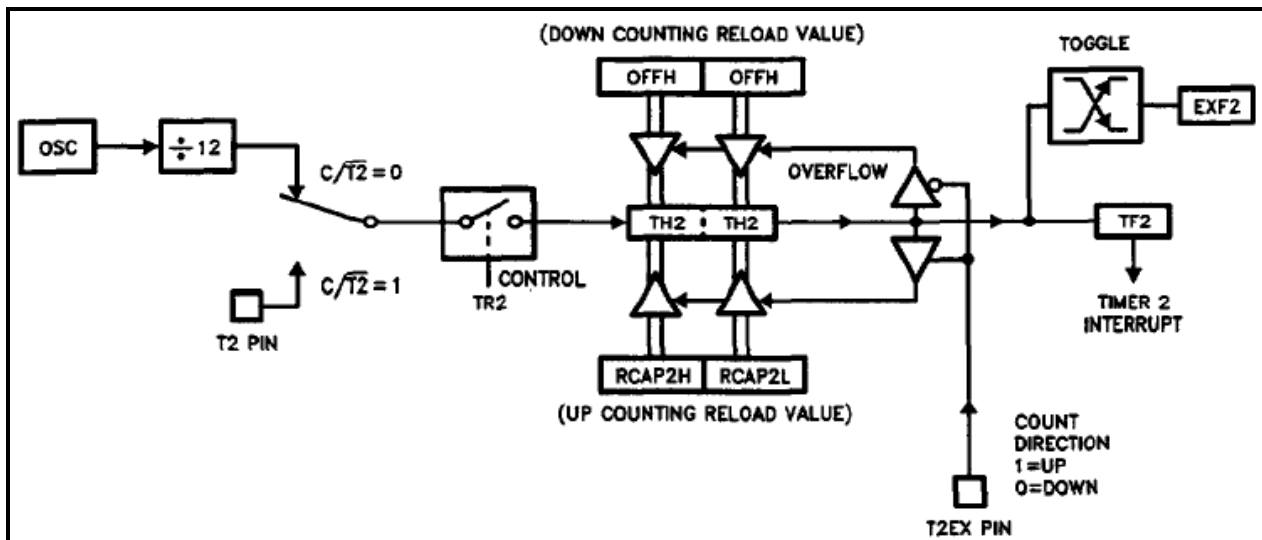 (DOWN COUNTING RELOAD VALUE)
OFFH OFFH
TOGGLE
EXF2
OSC
÷12
C/T2̅=0
OVERFLOW
TH2 TH2
TF2
CONTROL
TR2
C/T2̅=1
T2 PIN
TIMER 2
INTERRUPT
RCAP2H RCAP2L
(UP COUNTING RELOAD VALUE)
COUNT
DIRECTION
1=UP
0=DOWN
T2EX PIN